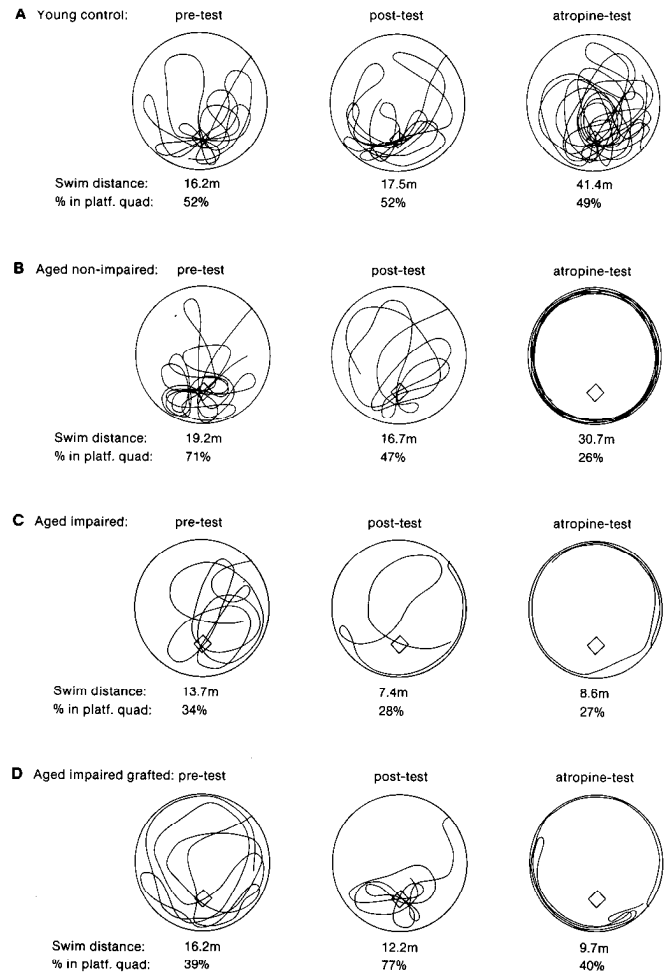 A Young control: pre-test post-test atropine-test
Swim distance: 16.2m 17.5m 41.4m
% in platf. quad: 52% 52% 49%
B Aged non-impaired: pre-test post-test atropine-test
Swim distance: 19.2m 16.7m 30.7m
% in platf. quad: 71% 47% 26%
C Aged impaired: pre-test post-test atropine-test
Swim distance: 13.7m 7.4m 8.6m
% in platf. quad: 34% 28% 27%
D Aged impaired grafted: pre-test post-test atropine-test
Swim distance: 16.2m 12.2m 9.7m
% in platf. quad: 39% 77% 40%